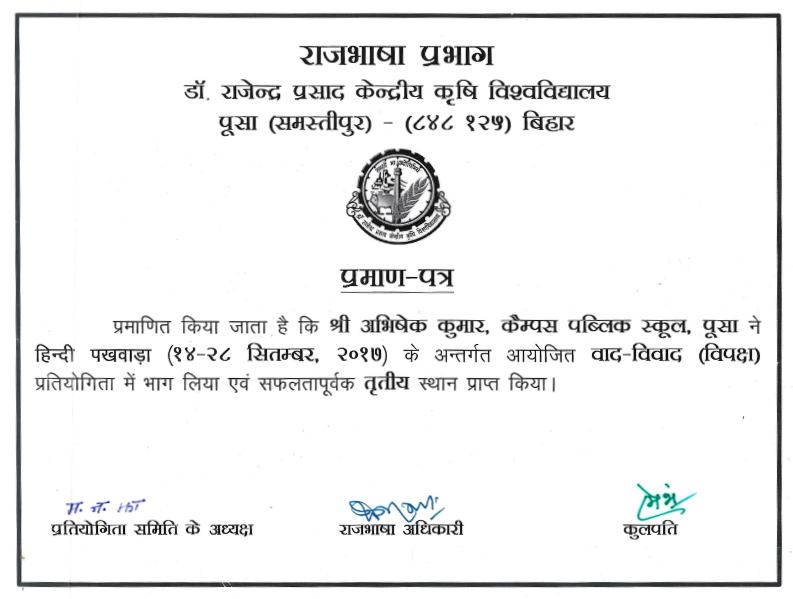 राजभाषा प्रभाग
डॉ. राजेन्द्र प्रसाद केन्द्रीय कृषि विश्वविद्यालय
पूसा (समस्तीपुर) - (८४८ १२५) बिहार
प्रमाण-पत्र
प्रमाणित किया जाता है कि श्री अभिषेक कुमार, कैम्पस पब्लिक स्कूल, पूसा ने
हिन्दी पखवाड़ा (१४-२८ सितम्बर, २०१७) के अन्तर्गत आयोजित वाद-विवाद (विपक्ष)
प्रतियोगिता में भाग लिया एवं सफलतापूर्वक तृतीय स्थान प्राप्त किया।
प्रतियोगिता समिति के अध्यक्ष
राजभाषा अधिकारी
कुलपति